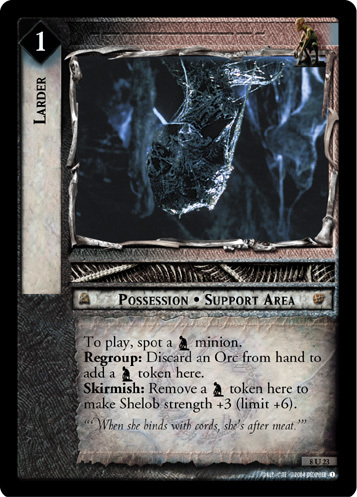 1
LARDER
POSSESSION • SUPPORT AREA
To play, spot a minion.
Regroup: Discard an Orc from hand to
add a token here.
Skirmish: Remove a token here to
make Shelob strength +3 (limit +6).
“‘When she binds with cords, she’s after meat.’”
8 U 23